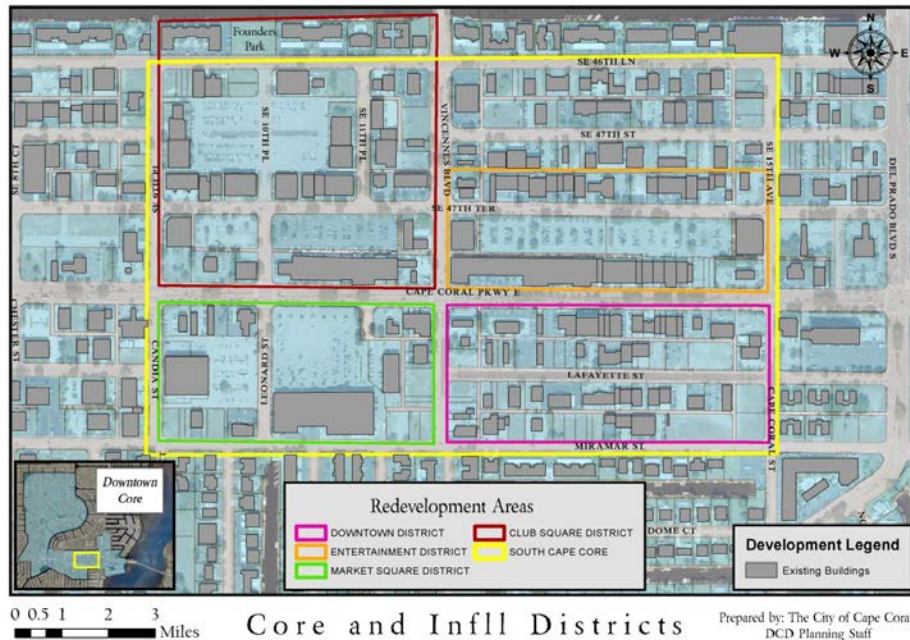 Founders
Park
N
W E
S
SE 46TH LN
SE 10TH PL
SE 11TH PL
VINCENNES BLVD
SE 47TH ST
SE 15TH AVE
SE 8TH CT
DEL PRADO BLVD S
SE 47TH TER
CAPE CORAL PKWY E
CHESTER ST
CANDIA ST
LEONARD ST
LAFAYETTE ST
CAPE CORAL ST
MIRAMAR ST
Downtown
Core
Redevelopment Areas
DOWNTOWN DISTRICT
CLUB SQUARE DISTRICT
ENTERTAINMENT DISTRICT
SOUTH CAPE CORE
MARKET SQUARE DISTRICT
DOME CT
Development Legend
Existing Buildings
0 0.5 1 2 3
Miles
Core and Infll Districts
Prepared by: The City of Cape Cora
DCD Planning Staff